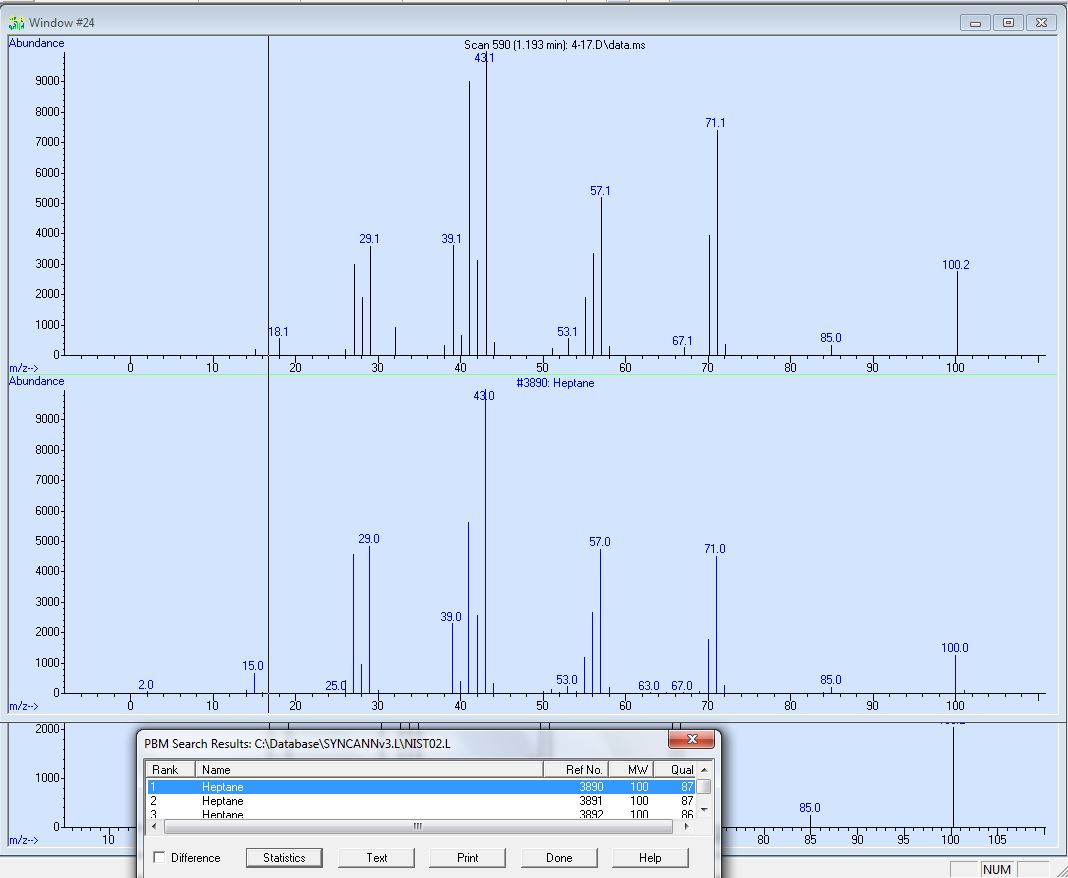 Window #24
Abundance
Scan 590 (1.193 min): 4-17.D\data.ms
43.1
9000
8000
7000
6000
5000
4000
3000
2000
1000
0
71.1
57.1
29.1
39.1
100.2
18.1
53.1
67.1
85.0
m/z-->
0 10 20 30 40 50 60 70 80 90 100
Abundance
#3890: Heptane
43.0
9000
8000
7000
6000
5000
4000
3000
2000
1000
0
29.0
57.0
71.0
39.0
100.0
15.0
2.0
25.0
53.0
63.0
67.0
85.0
m/z-->
0 10 20 30 40 50 60 70 80 90 100
2000
1000
0
85.0
m/z-->
10
80 85 90 95 100 105
PBM Search Results: C:\Database\SYNCANNv3.L\NIST02.L
Rank Name Ref No. MW Qual
1 Heptane 3890 100 87
2 Heptane 3891 100 87
3 Heptane 3892 100 86
Difference Statistics Text Print Done Help
NUM